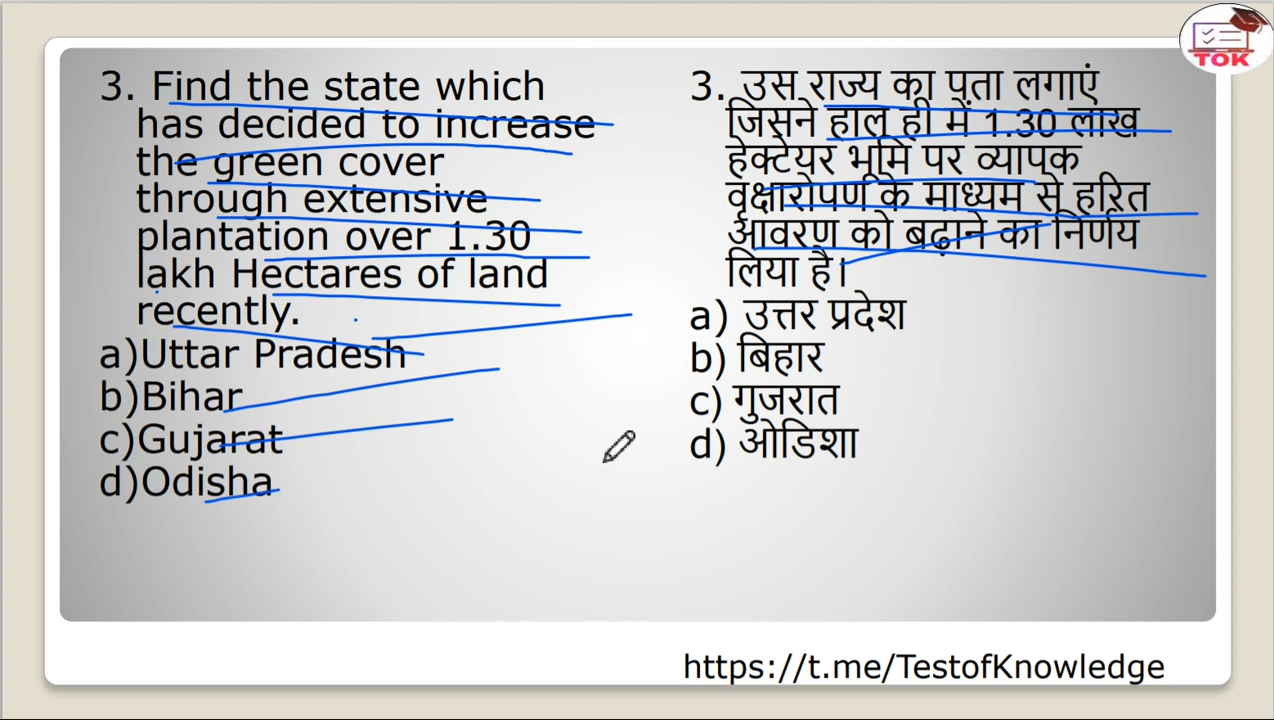 TOK
3. Find the state which
has decided to increase
the green cover
through extensive
plantation over 1.30
lakh Hectares of land
recently.
a)Uttar Pradesh
b)Bihar
c)Gujarat
d)Odisha
3. उस राज्य का पता लगाएं
जिसने हाल ही में 1.30 लाख
हेक्टेयर भूमि पर व्यापक
वृक्षारोपण के माध्यम से हरित
आवरण को बढ़ाने का निर्णय
लिया है।
a) उत्तर प्रदेश
b) बिहार
c) गुजरात
d) ओडिशा
https://t.me/TestofKnowledge